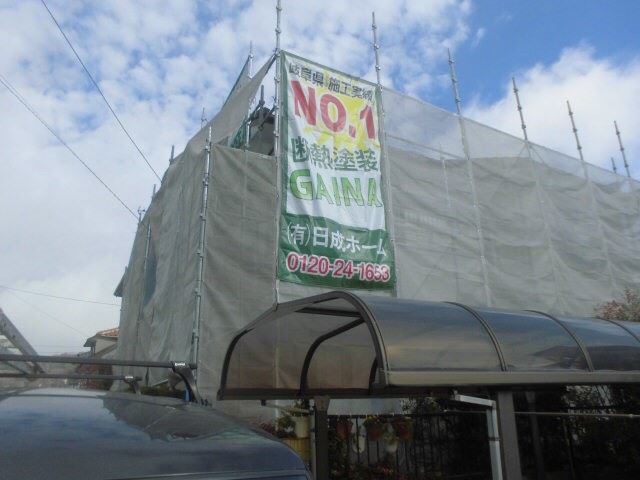 岐阜県 施工実績
NO.1
断熱塗装
GAINA
(有)日成ホーム
0120-24-1653